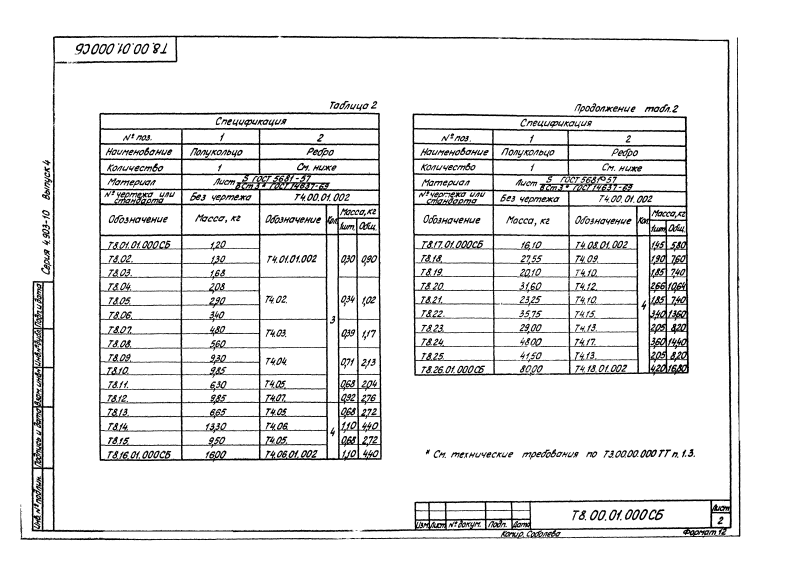 Т8.00.01.000СБ
Серия 4.903-10 Выпуск 4
Таблица 2
Спецификация
№ поз. 1 2
Наименование Полукольцо Ребро
Количество 1 См. ниже
Материал Лист 5 ГОСТ 5681-57 / ВСт3 * ГОСТ 14637-69
№ чертежа или стандарта Без чертежа Т4.00.01.002
Обозначение Масса, кг Обозначение Кол. Масса, кг
1шт. Общ.
Т8.01.01.000СБ 1,20
Т8.02. 1,30 Т4.01.01.002 0,30 0,90
Т8.03. 1,68
Т8.04. 2,08
Т8.05. 2,90 Т4.02. 0,34 1,02
Т8.06. 3,40
3
Т8.07. 4,80 Т4.03. 0,39 1,17
Т8.08. 5,60
Т8.09. 9,30 Т4.04. 0,71 2,13
Т8.10. 9,85
Т8.11. 6,30 Т4.05. 0,68 2,04
Т8.12. 9,85 Т4.07. 0,92 2,76
Т8.13. 6,65 Т4.05. 0,68 2,72
Т8.14. 13,30 Т4.06. 4 1,10 4,40
Т8.15. 9,50 Т4.05. 0,68 2,72
Т8.16.01.000СБ 16,00 Т4.06.01.002 1,10 4,40
Продолжение табл.2
Спецификация
№ поз. 1 2
Наименование Полукольцо Ребро
Количество 1 См. ниже
Материал Лист 5 ГОСТ 5681-57 / ВСт3 * ГОСТ 14637-69
№ чертежа или стандарта Без чертежа Т4.00.01.002
Обозначение Масса, кг Обозначение Кол. Масса, кг
1шт. Общ.
Т8.17.01.000СБ 16,10 Т4.08.01.002 1,45 5,80
Т8.18. 27,55 Т4.09. 1,90 7,60
Т8.19. 20,10 Т4.10. 1,85 7,40
Т8.20. 31,60 Т4.12. 2,66 10,64
Т8.21. 23,25 Т4.10. 4 1,85 7,40
Т8.22. 35,75 Т4.15. 3,40 13,60
Т8.23. 29,00 Т4.13. 2,05 8,20
Т8.24. 48,00 Т4.17. 3,60 14,40
Т8.25. 41,50 Т4.13. 2,05 8,20
Т8.26.01.000СБ 80,00 Т4.18.01.002 4,20 16,80
* См. технические требования по Т3.00.00.000 ТТ п. 1.3.
Инв. № подлин. Подпись и дата Взам. инв. № Инв. № дубл. Подп. и дата
Изм. Лист № докум. Подп. Дата
Т8.00.01.000СБ
Лист
2
Копир. Соболева
Формат 12